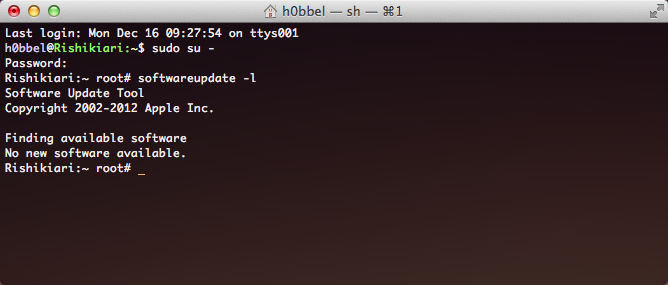 h0bbel — sh — ⌘1
Last login: Mon Dec 16 09:27:54 on ttys001
h0bbel@Rishikiari:~$ sudo su -
Password:
Rishikiari:~ root# softwareupdate -l
Software Update Tool
Copyright 2002-2012 Apple Inc.

Finding available software
No new software available.
Rishikiari:~ root# _